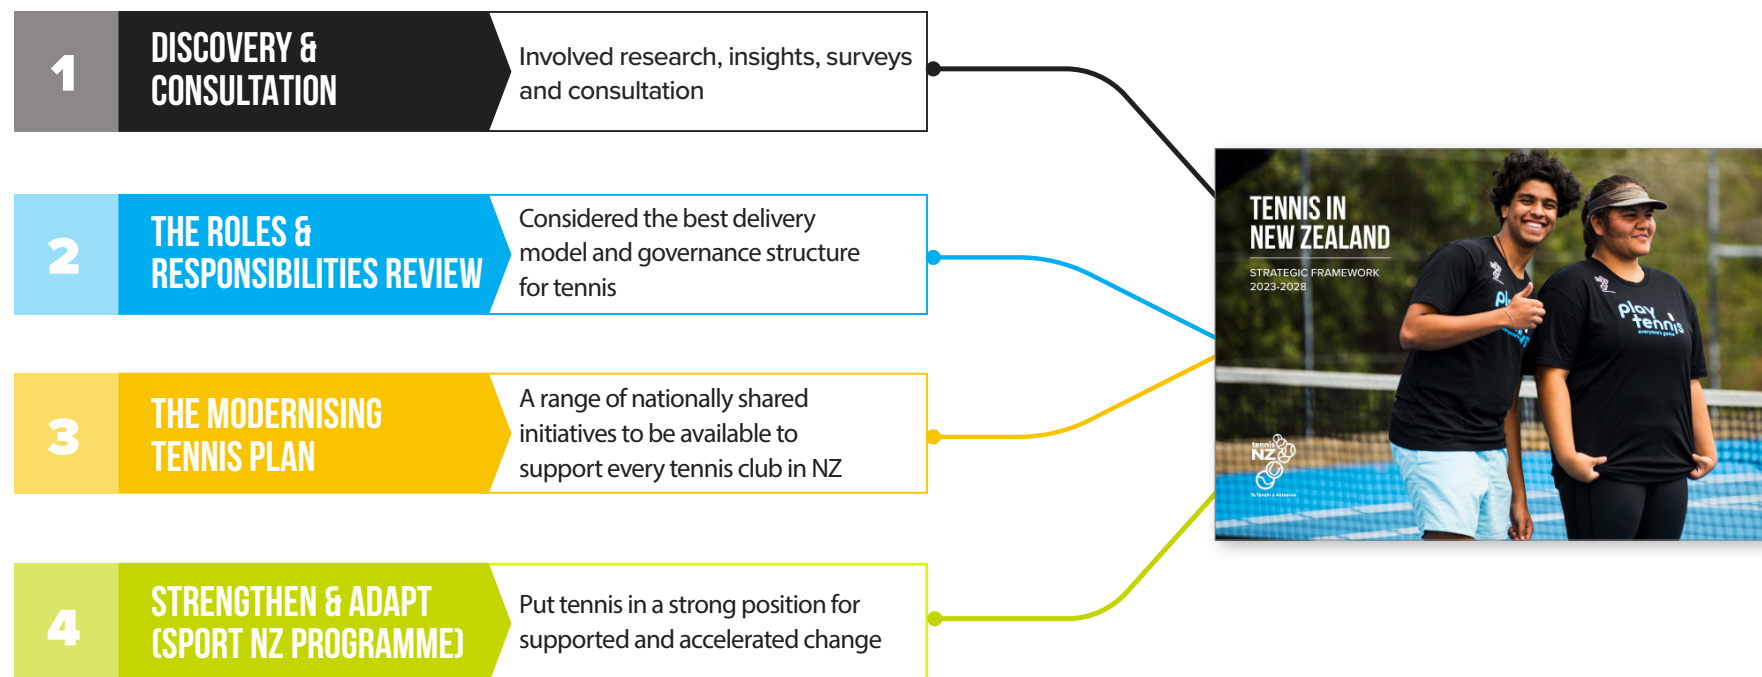 1
DISCOVERY &
CONSULTATION
Involved research, insights, surveys
and consultation
2
THE ROLES &
RESPONSIBILITIES REVIEW
Considered the best delivery
model and governance structure
for tennis
3
THE MODERNISING
TENNIS PLAN
A range of nationally shared
initiatives to be available to
support every tennis club in NZ
4
STRENGTHEN & ADAPT
(SPORT NZ PROGRAMME)
Put tennis in a strong position for
supported and accelerated change
TENNIS IN
NEW ZEALAND
STRATEGIC FRAMEWORK
2023-2028
play
tennis
everyone's game
tennis
NZ